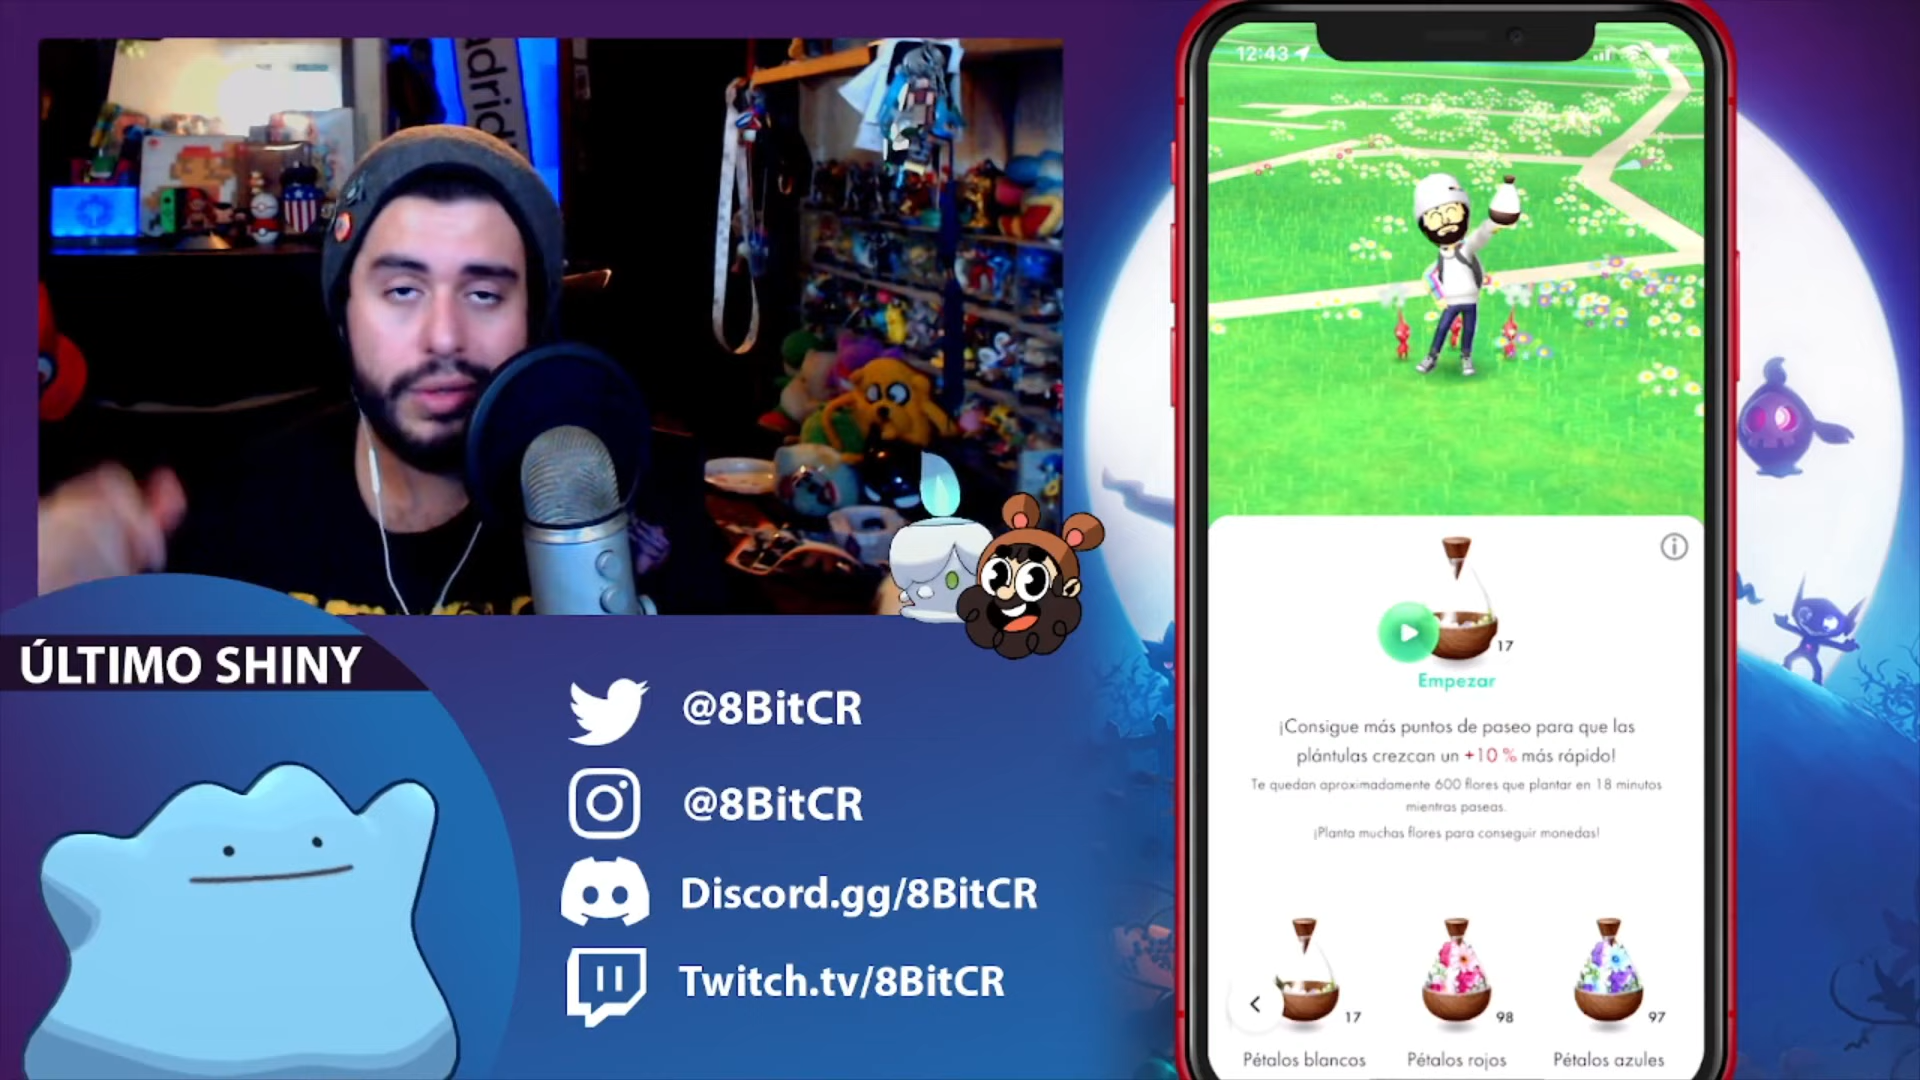 adrid
ÚLTIMO SHINY
@8BitCR
@8BitCR
Discord.gg/8BitCR
Twitch.tv/8BitCR
12:43
17
Empezar
¡Consigue más puntos de paseo para que las
plántulas crezcan un +10 % más rápido!
Te quedan aproximadamente 600 flores que plantar en 18 minutos
mientras paseas.
¡Planta muchas flores para conseguir monedas!
17
98
97
Pétalos blancos
Pétalos rojos
Pétalos azules